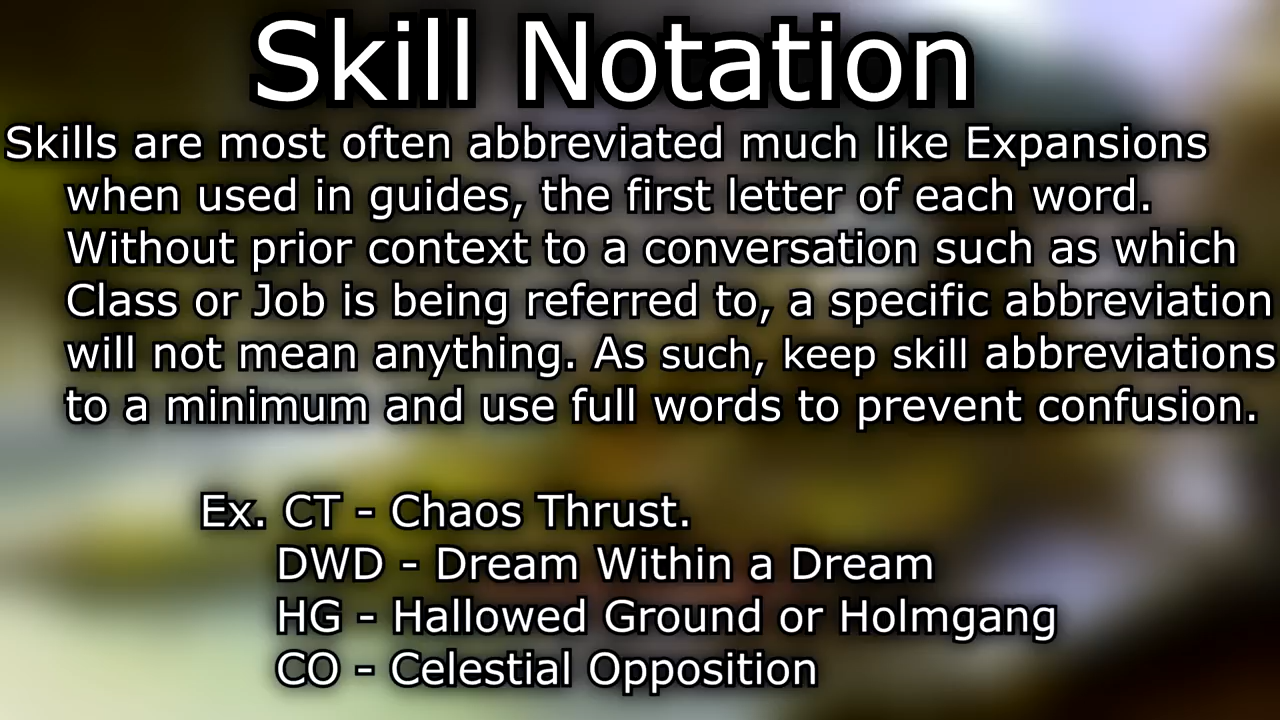 Skill Notation
Skills are most often abbreviated much like Expansions
when used in guides, the first letter of each word.
Without prior context to a conversation such as which
Class or Job is being referred to, a specific abbreviation
will not mean anything. As such, keep skill abbreviations
to a minimum and use full words to prevent confusion.
Ex. CT - Chaos Thrust.
DWD - Dream Within a Dream
HG - Hallowed Ground or Holmgang
CO - Celestial Opposition